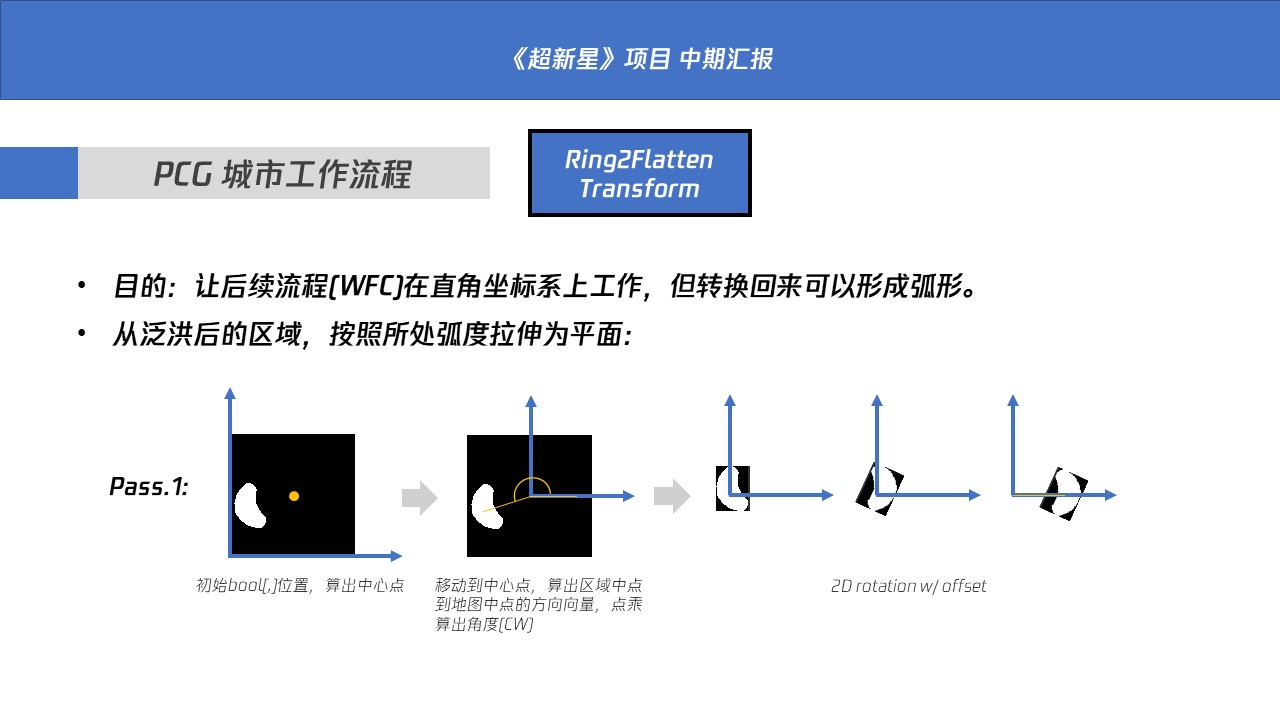 《超新星》项目 中期汇报
PCG 城市工作流程
Ring2Flatten
Transform
• 目的：让后续流程(WFC)在直角坐标系上工作，但转换回来可以形成弧形。
• 从泛洪后的区域，按照所处弧度拉伸为平面：
Pass.1:
初始bool[,]位置，算出中心点
移动到中心点，算出区域中点
到地图中点的方向向量，点乘
算出角度(CW)
2D rotation w/ offset